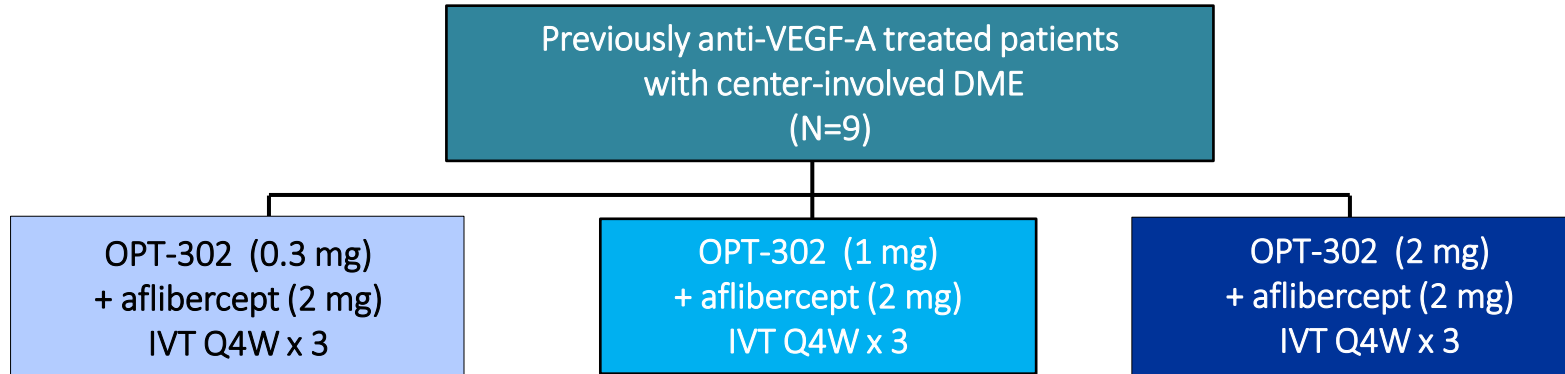 Previously anti-VEGF-A treated patients
with center-involved DME
(N=9)
OPT-302 (0.3 mg)
+ aflibercept (2 mg)
IVT Q4W x 3
OPT-302 (1 mg)
+ aflibercept (2 mg)
IVT Q4W x 3
OPT-302 (2 mg)
+ aflibercept (2 mg)
IVT Q4W x 3